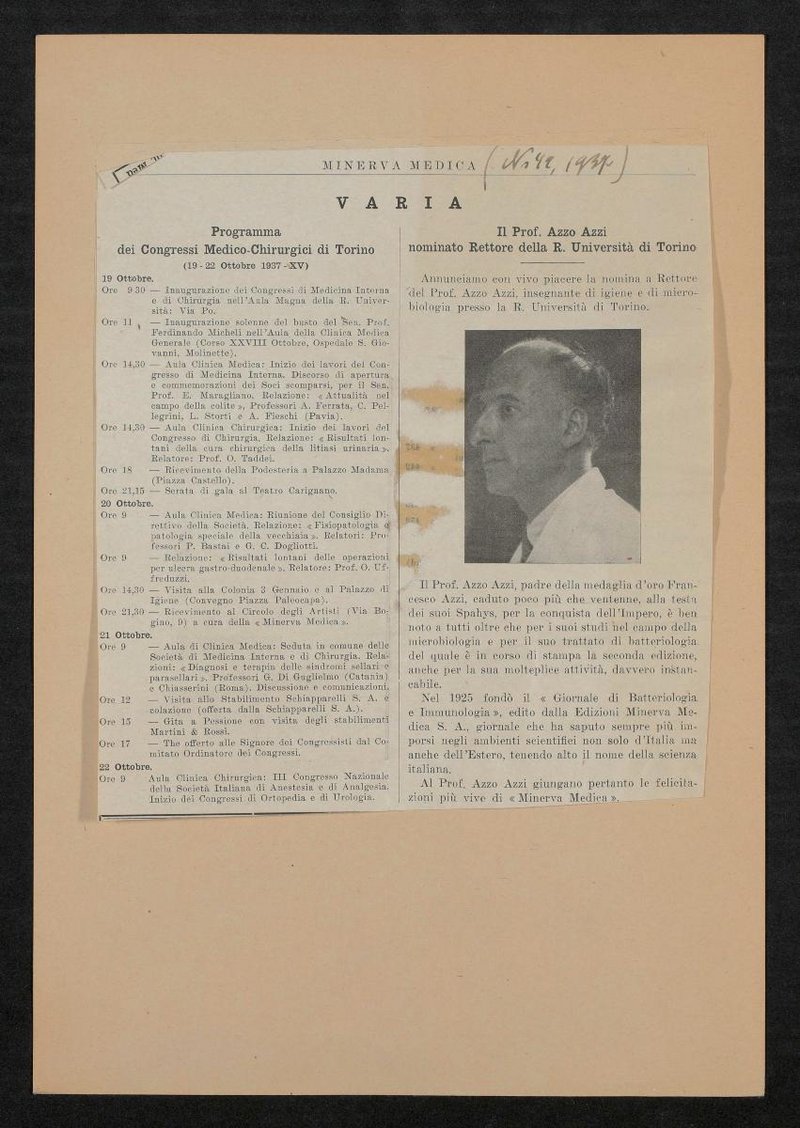 MINERVA MEDICA (No 42, 1937)
VARIA
Programma
dei Congressi Medico-Chirurgici di Torino
(19-22 Ottobre 1937-XV)
19 Ottobre.
Ore 9.30 — Inaugurazione dei Congressi di Medicina Interna
e di Chirurgia nell'Aula Magna della R. Univer-
sità: Via Po.
Ore 11 — Inaugurazione solenne del busto del Sen. Prof.
Ferdinando Micheli nell'Aula della Clinica Medica
Generale (Corso XXVIII Ottobre, Ospedale S. Gio-
vanni, Molinette).
Ore 14,30 — Aula Clinica Medica: Inizio dei lavori del Con-
gresso di Medicina Interna. Discorso di apertura
e commemorazioni dei Soci scomparsi, per il Sen.
Prof. E. Maragliano. Relazione: «Attualità nel
campo della colite», Professori A. Ferrata, C. Pel-
legrini, L. Storti e A. Fieschi (Pavia).
Ore 14,30 — Aula Clinica Chirurgica: Inizio dei lavori del
Congresso di Chirurgia. Relazione: «Risultati lon-
tani della cura chirurgica della litiasi urinaria».
Relatore: Prof. O. Taddei.
Ore 18 — Ricevimento della Podesteria a Palazzo Madama
(Piazza Castello).
Ore 21,15 — Serata di gala al Teatro Carignano.
20 Ottobre.
Ore 9 — Aula Clinica Medica: Riunione del Consiglio Di-
rettivo della Società. Relazione: «Fisiopatologia e
patologia speciale della vecchiaia». Relatori: Pro-
fessori P. Bastai e G. C. Dogliotti.
Ore 9 — Relazione: «Risultati lontani delle operazioni
per ulcera gastro-duodenale». Relatore: Prof. O. Uf-
freduzzi.
Ore 14,30 — Visita alla Colonia 3 Gennaio e al Palazzo di
Igiene (Convegno Piazza Paleocapa).
Ore 21,30 — Ricevimento al Circolo degli Artisti (Via Bo-
gino, 9) a cura della «Minerva Medica».
21 Ottobre.
Ore 9 — Aula di Clinica Medica: Seduta in comune delle
Società di Medicina Interna e di Chirurgia. Rela-
zioni: «Diagnosi e terapia delle sindromi sellari e
parasellari». Professori G. Di Guglielmo (Catania)
e Chiasserini (Roma). Discussione e comunicazioni.
Ore 12 — Visita allo Stabilimento Schiapparelli S. A. e
colazione (offerta dalla Schiapparelli S. A.).
Ore 15 — Gita a Pessione con visita degli stabilimenti
Martini & Rossi.
Ore 17 — The offerto alle Signore dei Congressisti dal Co-
mitato Ordinatore dei Congressi.
22 Ottobre.
Ore 9 Aula Clinica Chirurgica: III Congresso Nazionale
della Società Italiana di Anestesia e di Analgesia.
Inizio dei Congressi di Ortopedia e di Urologia.
Il Prof. Azzo Azzi
nominato Rettore della R. Università di Torino
Annunciamo con vivo piacere la nomina a Rettore
del Prof. Azzo Azzi, insegnante di igiene e di micro-
biologia presso la R. Università di Torino.
Il Prof. Azzo Azzi, padre della medaglia d'oro Fran-
cesco Azzi, caduto poco più che ventenne, alla testa
dei suoi Spahys, per la conquista dell'Impero, è ben
noto a tutti oltre che per i suoi studi nel campo della
microbiologia e per il suo trattato di batteriologia
del quale è in corso di stampa la seconda edizione,
anche per la sua molteplice attività, davvero instan-
cabile.
Nel 1925 fondò il « Giornale di Batteriologia
e Immunologia », edito dalla Edizioni Minerva Me-
dica S. A., giornale che ha saputo sempre più im-
porsi negli ambienti scientifici non solo d'Italia ma
anche dell'Estero, tenendo alto il nome della scienza
italiana.
Al Prof. Azzo Azzi giungano pertanto le felicita-
zioni più vive di « Minerva Medica ».